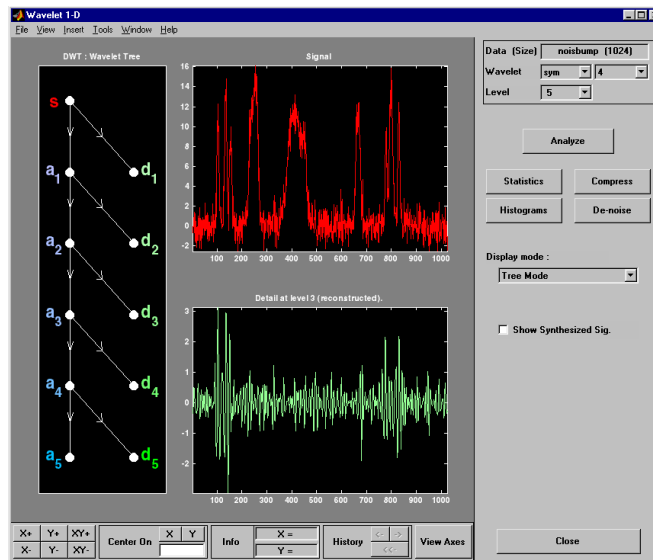 Wavelet 1-D
File View Insert Tools Window Help
DWT : Wavelet Tree
s
a1 d1
a2 d2
a3 d3
a4 d4
a5 d5
Signal
16
14
12
10
8
6
4
2
0
-2
100 200 300 400 500 600 700 800 900 1000
Detail at level 3 (reconstructed).
3
2
1
0
-1
-2
100 200 300 400 500 600 700 800 900 1000
Data (Size) noisbump (1024)
Wavelet sym 4
Level 5
Analyze
Statistics Compress
Histograms De-noise
Display mode :
Tree Mode
Show Synthesized Sig.
X+ Y+ XY+
X- Y- XY-
Center On X Y
Info X =
Y =
History <- ->
<<-
View Axes
Close